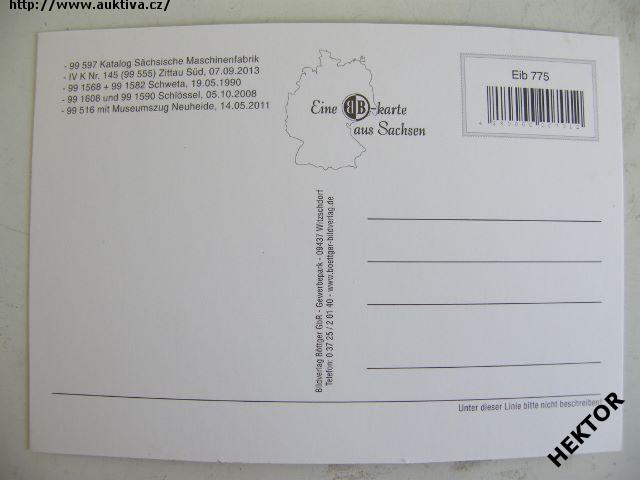 http://www.auktiva.cz/
- 99 597 Katalog Sächsische Maschinenfabrik
- IV K Nr. 145 (99 555) Zittau Süd, 07.09.2013
- 99 1568 + 99 1582 Schweta, 19.05.1990
- 99 1608 und 99 1590 Schlössel, 05.10.2008
- 99 516 mit Museumszug Neuheide, 14.05.2011
Eine BB-karte
aus Sachsen
Eib 775
Bildverlag Böttger GbR - Gewerbepark - 09437 Witzschdorf
Telefon: 0 37 25 / 2 01 40 - www.boettger-bildverlag.de
Unter dieser Linie bitte nicht beschreiben!
HEKTOR